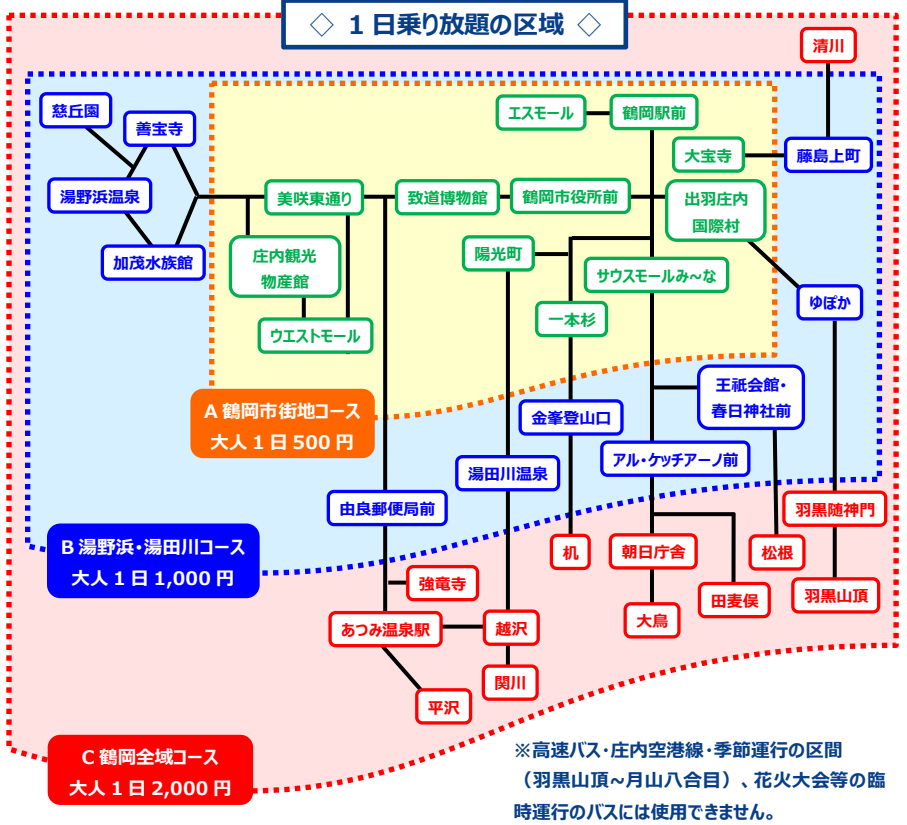 ◇ 1日乗り放題の区域 ◇
清川
慈丘園
善宝寺
エスモール
鶴岡駅前
大宝寺
藤島上町
湯野浜温泉
美咲東通り
致道博物館
鶴岡市役所前
出羽庄内
国際村
加茂水族館
庄内観光
物産館
陽光町
サウスモールみ～な
ゆぽか
ウエストモール
一本杉
A 鶴岡市街地コース
大人1日500円
金峯登山口
王祇会館・
春日神社前
湯田川温泉
アル・ケッチアーノ前
由良郵便局前
羽黒随神門
B 湯野浜・湯田川コース
大人1日1,000円
机
朝日庁舎
松根
強竜寺
田麦俣
羽黒山頂
あつみ温泉駅
越沢
大鳥
関川
平沢
C 鶴岡全域コース
大人1日2,000円
※高速バス・庄内空港線・季節運行の区間
（羽黒山頂～月山八合目）、花火大会等の臨
時運行のバスには使用できません。